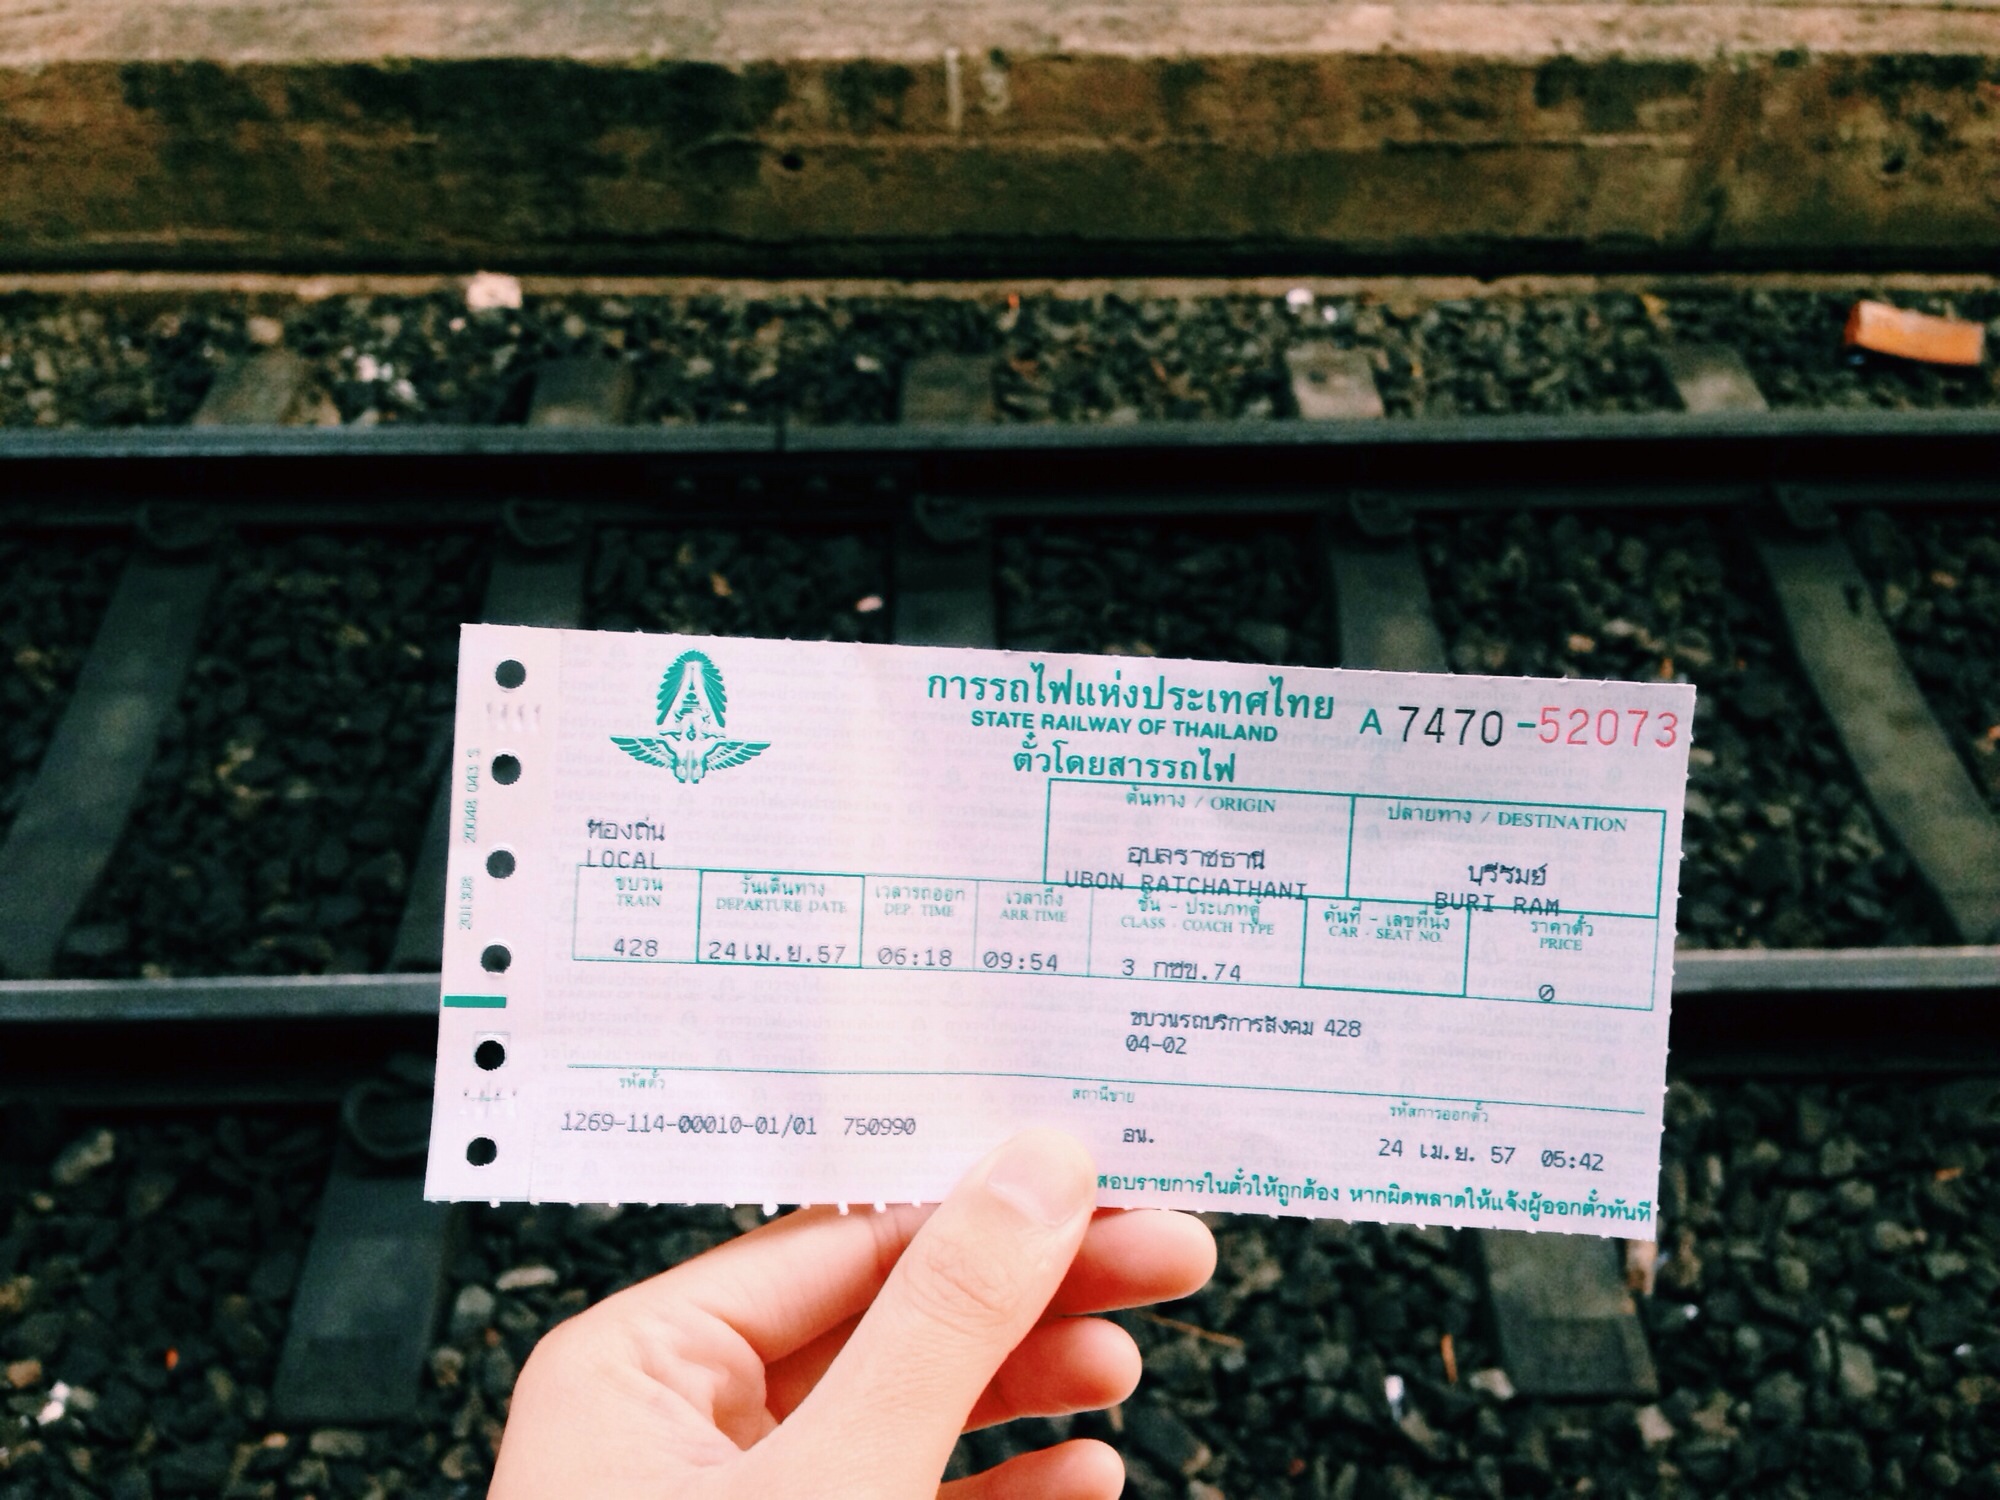 การรถไฟแห่งประเทศไทย
STATE RAILWAY OF THAILAND
A 7470-52073
ตั๋วโดยสารรถไฟ
ต้นทาง / ORIGIN
ปลายทาง / DESTINATION
ท้องถิ่น
LOCAL
อุบลราชธานี
UBON RATCHATHANI
บุรีรัมย์
BURI RAM
ขบวน
TRAIN
วันเดินทาง
DEPARTURE DATE
เวลารถออก
DEP. TIME
เวลาถึง
ARR.TIME
ชั้น - ประเภทตู้
CLASS - COACH TYPE
คันที่ - เลขที่นั่ง
CAR - SEAT NO.
ราคาตั๋ว
PRICE
428
24 เม.ย.57
06:18
09:54
3 กซข.74
0
ขบวนรถบริการสังคม 428
04-02
รหัสตั๋ว
สถานีขาย
รหัสการออกตั๋ว
1269-114-00010-01/01 750990
อน.
24 เม.ย. 57 05:42
สอบรายการในตั๋วให้ถูกต้อง หากผิดพลาดให้แจ้งผู้ออกตั๋วทันที